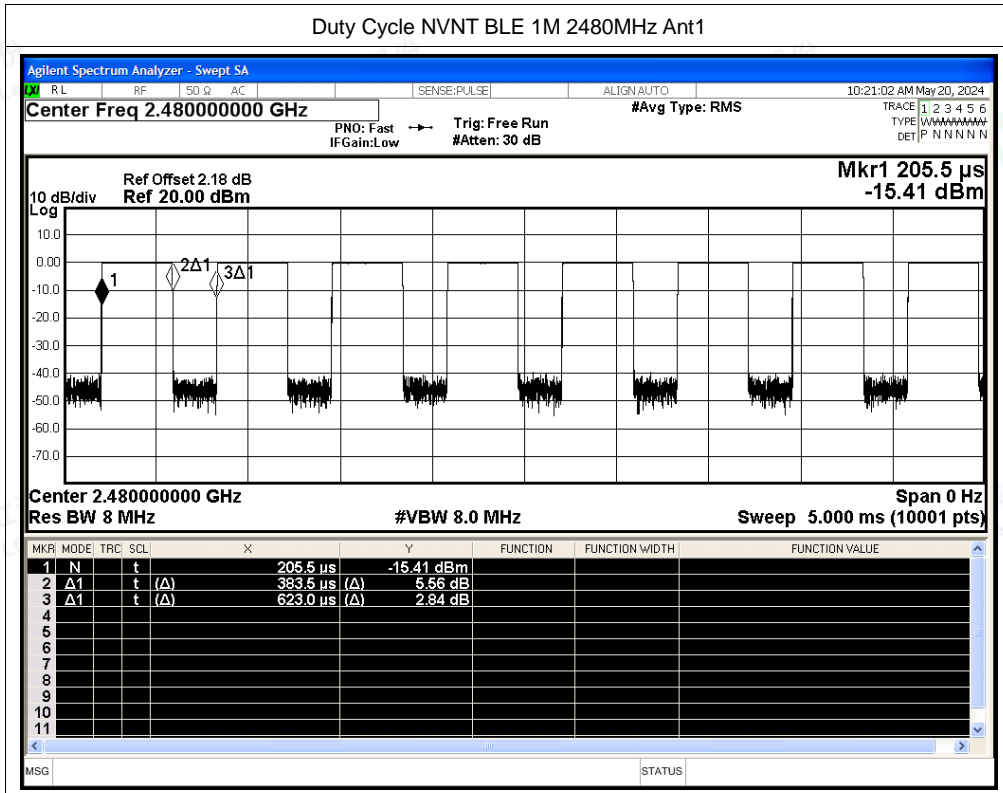 Duty Cycle NVNT BLE 1M 2480MHz Ant1
Agilent Spectrum Analyzer - Swept SA
LXI RL RF 50 Ω AC SENSE:PULSE ALIGN AUTO 10:21:02 AM May 20, 2024
Center Freq 2.480000000 GHz #Avg Type: RMS TRACE 1 2 3 4 5 6
PNO: Fast Trig: Free Run TYPE WWWWWW
IFGain:Low #Atten: 30 dB DET P N N N N N
Mkr1 205.5 µs
Ref Offset 2.18 dB
10 dB/div Ref 20.00 dBm -15.41 dBm
Log
10.0
0.00
2Δ1 3Δ1
1
-10.0
-20.0
-30.0
-40.0
-50.0
-60.0
-70.0
Center 2.480000000 GHz Span 0 Hz
Res BW 8 MHz #VBW 8.0 MHz Sweep 5.000 ms (10001 pts)
MKR MODE TRC SCL X Y FUNCTION FUNCTION WIDTH FUNCTION VALUE
1 N t 205.5 µs -15.41 dBm
2 Δ1 t (Δ) 383.5 µs (Δ) 5.56 dB
3 Δ1 t (Δ) 623.0 µs (Δ) 2.84 dB
4
5
6
7
8
9
10
11
MSG STATUS